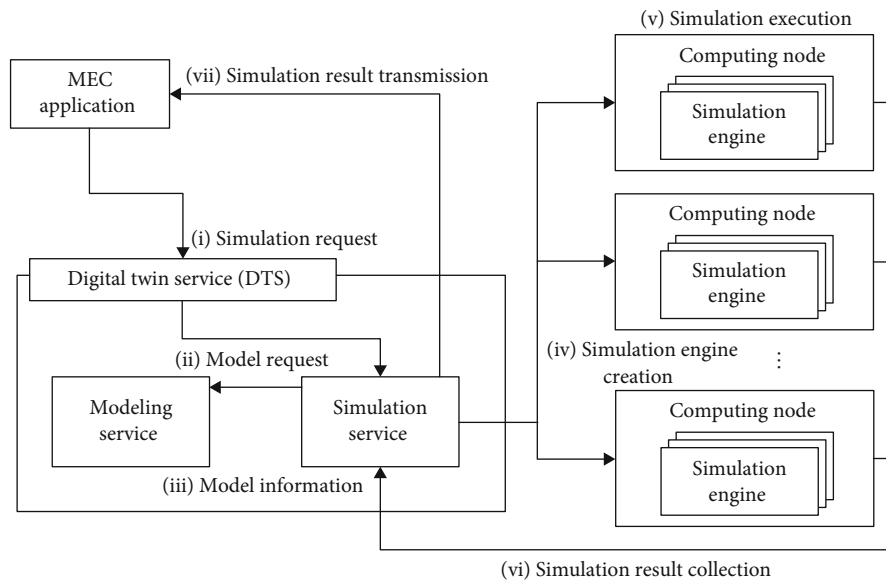 (v) Simulation execution
Computing node
Simulation
engine
MEC
application
(vii) Simulation result transmission
(i) Simulation request
Digital twin service (DTS)
Computing node
Simulation
engine
(ii) Model request
(iv) Simulation engine
creation
⋮
Modeling
service
Simulation
service
Computing node
Simulation
engine
(iii) Model information
(vi) Simulation result collection